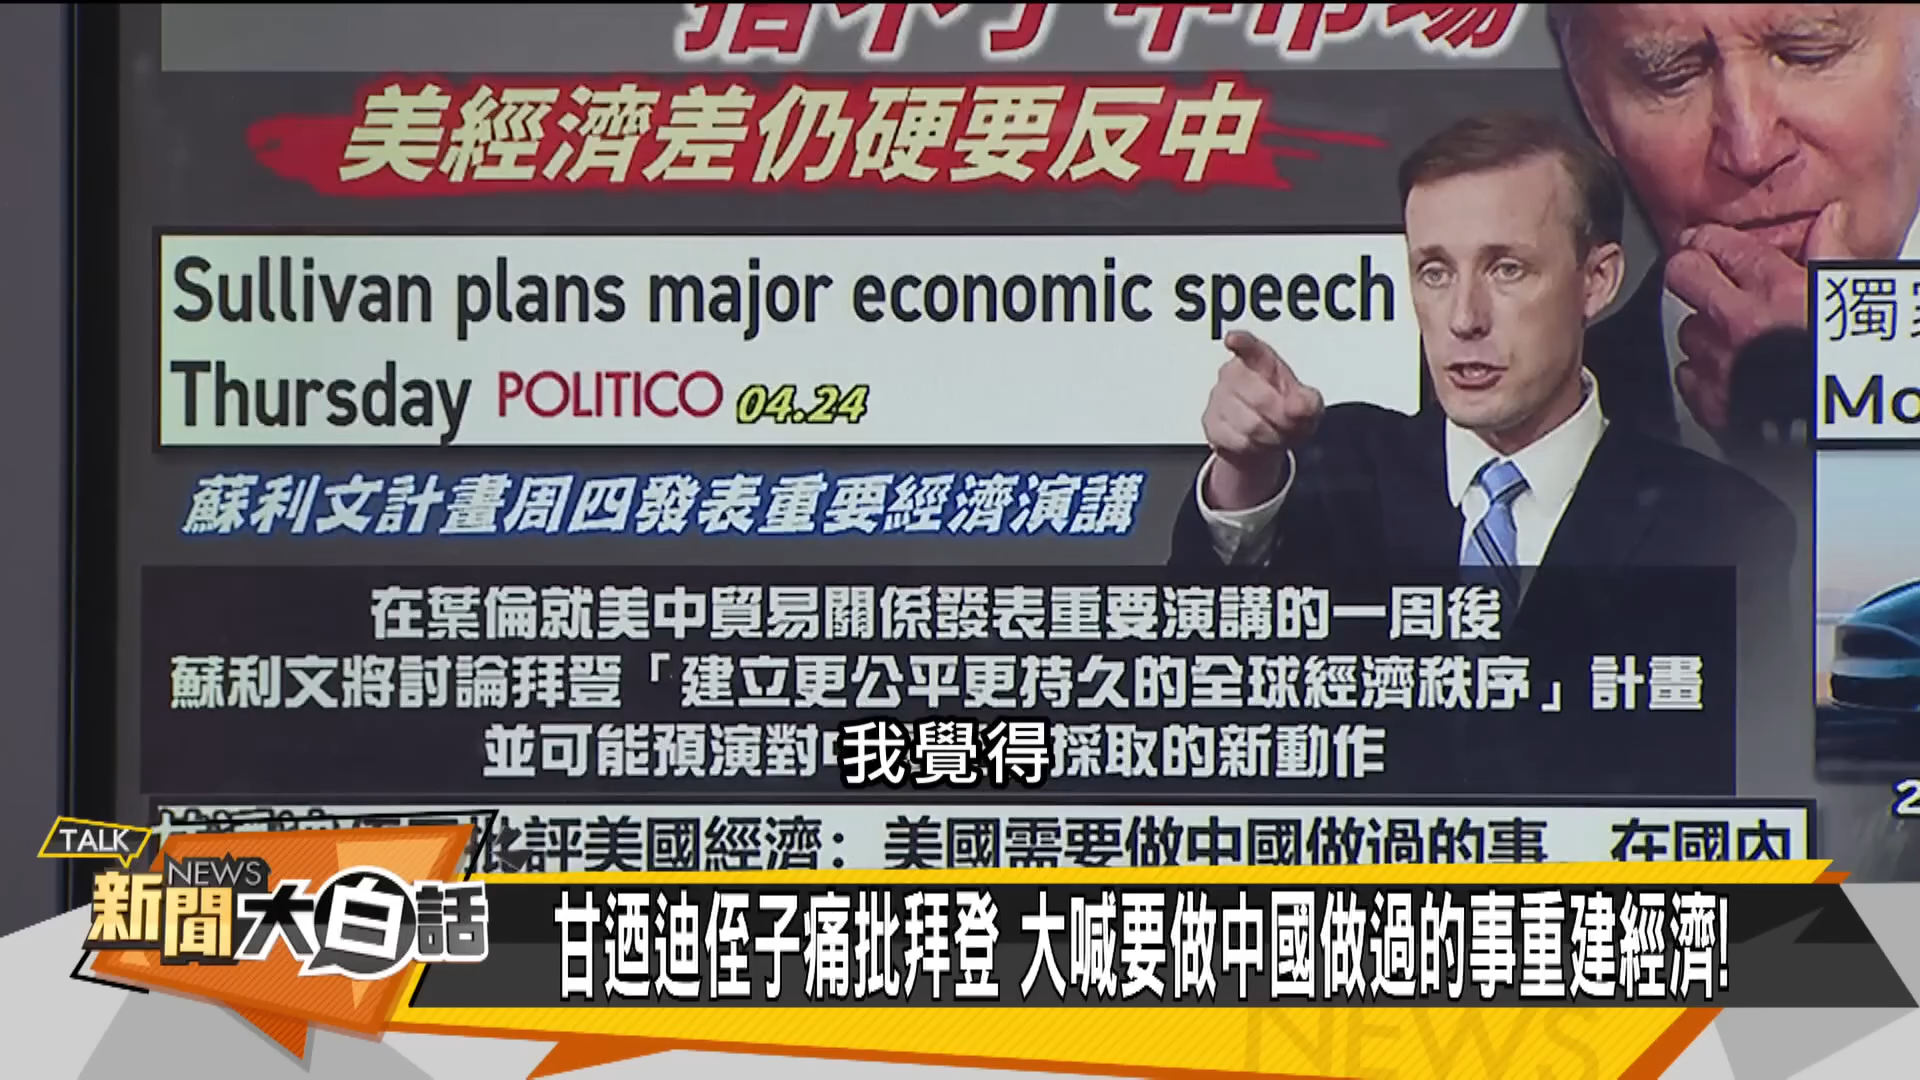 美經濟差仍硬要反中
Sullivan plans major economic speech
Thursday POLITICO 04.24
蘇利文計畫周四發表重要經濟演講
在葉倫就美中貿易關係發表重要演講的一周後
蘇利文將討論拜登「建立更公平更持久的全球經濟秩序」計畫
並可能預演對 採取的新動作
我覺得
批評美國經濟：美國需要做中國做過的事 在國內
獨
Mo
2
TALK
NEWS
新聞大白話
甘迺迪侄子痛批拜登 大喊要做中國做過的事重建經濟!
NEWS